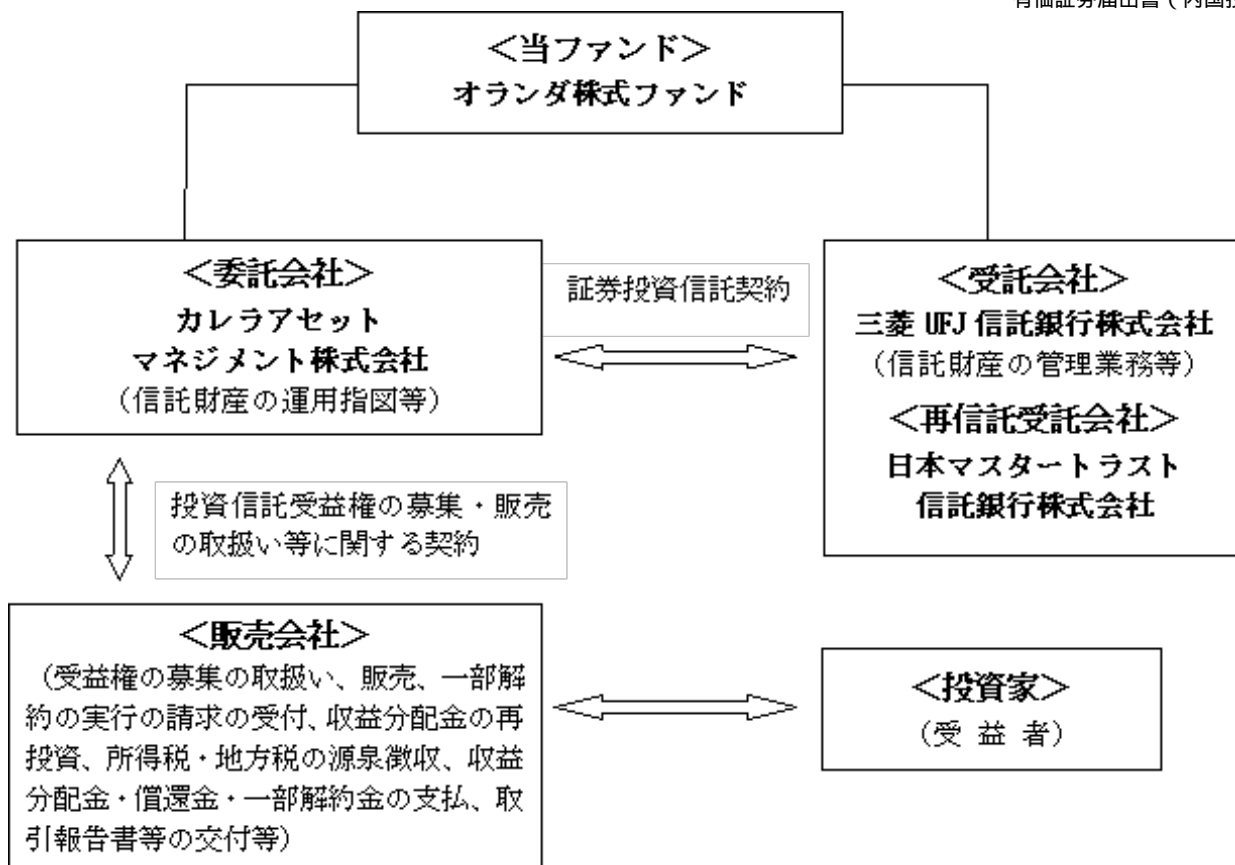 有価証券届出書（内国投
＜当ファンド＞
オランダ株式ファンド
＜委託会社＞
カレラアセット
マネジメント株式会社
（信託財産の運用指図等）
証券投資信託契約
＜受託会社＞
三菱 UFJ 信託銀行株式会社
（信託財産の管理業務等）
＜再信託受託会社＞
日本マスタートラスト
信託銀行株式会社
投資信託受益権の募集・販売
の取扱い等に関する契約
＜販売会社＞
（受益権の募集の取扱い、販売、一部解
約の実行の請求の受付、収益分配金の再
投資、所得税・地方税の源泉徴収、収益
分配金・償還金・一部解約金の支払、取
引報告書等の交付等）
＜投資家＞
（受 益 者）